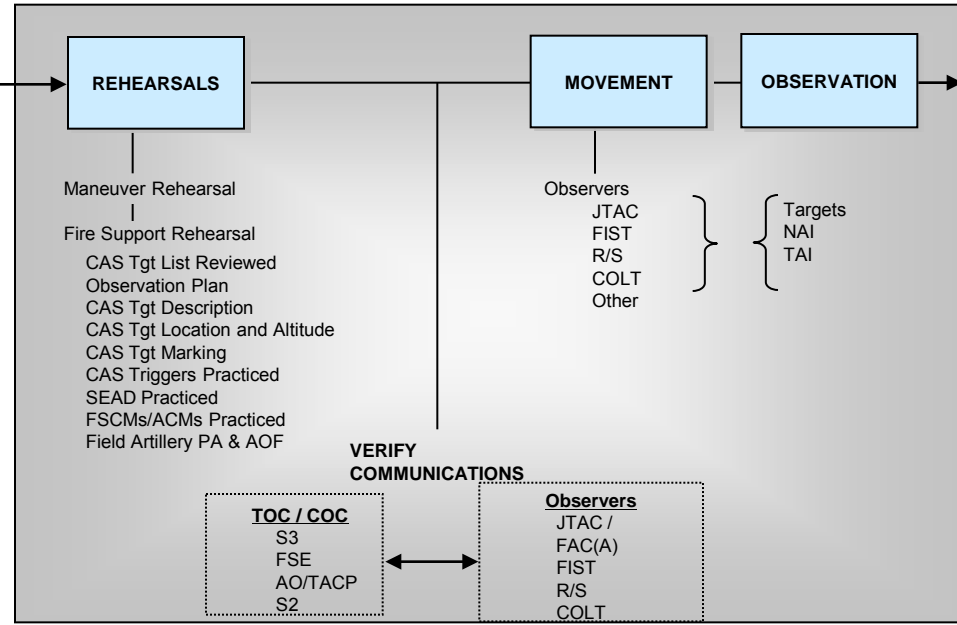 REHEARSALS
MOVEMENT
OBSERVATION
Maneuver Rehearsal
Fire Support Rehearsal
CAS Tgt List Reviewed
Observation Plan
CAS Tgt Description
CAS Tgt Location and Altitude
CAS Tgt Marking
CAS Triggers Practiced
SEAD Practiced
FSCMs/ACMs Practiced
Field Artillery PA & AOF
Observers
JTAC
FIST
R/S
COLT
Other
Targets
NAI
TAI
VERIFY
COMMUNICATIONS
TOC / COC
S3
FSE
AO/TACP
S2
Observers
JTAC /
FAC(A)
FIST
R/S
COLT